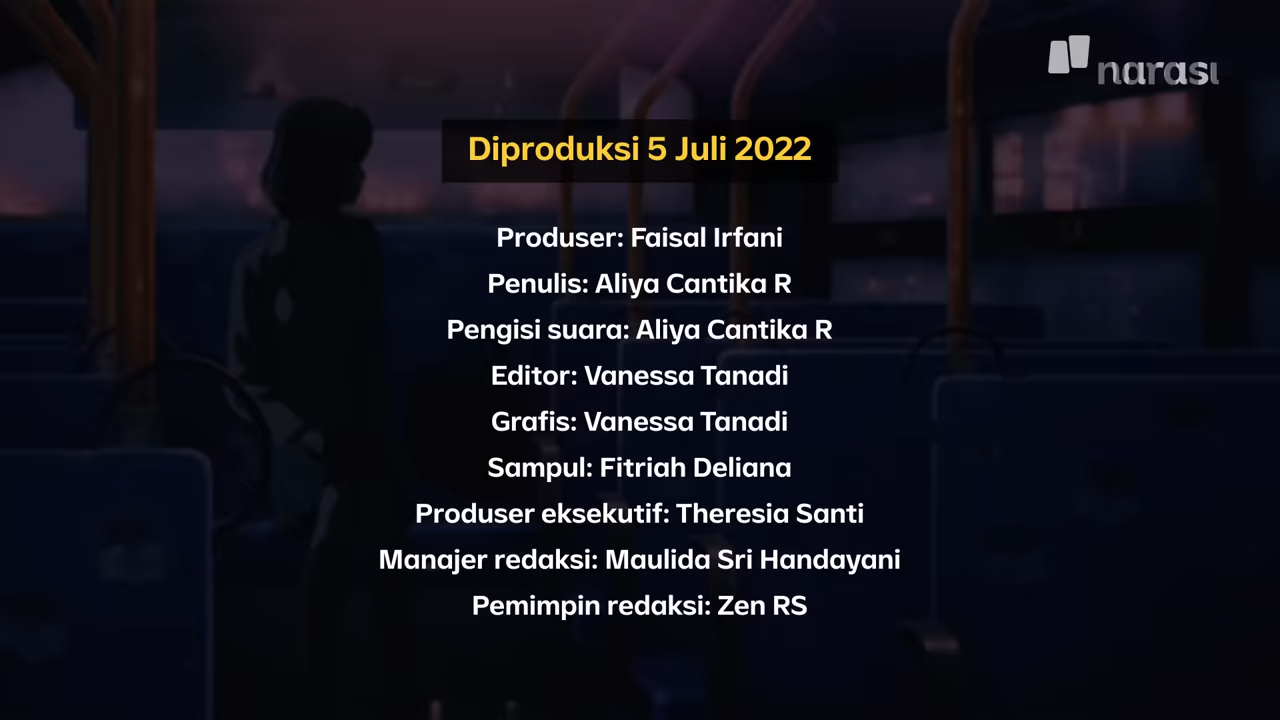 narasi
Diproduksi 5 Juli 2022
Produser: Faisal Irfani
Penulis: Aliya Cantika R
Pengisi suara: Aliya Cantika R
Editor: Vanessa Tanadi
Grafis: Vanessa Tanadi
Sampul: Fitriah Deliana
Produser eksekutif: Theresia Santi
Manajer redaksi: Maulida Sri Handayani
Pemimpin redaksi: Zen RS